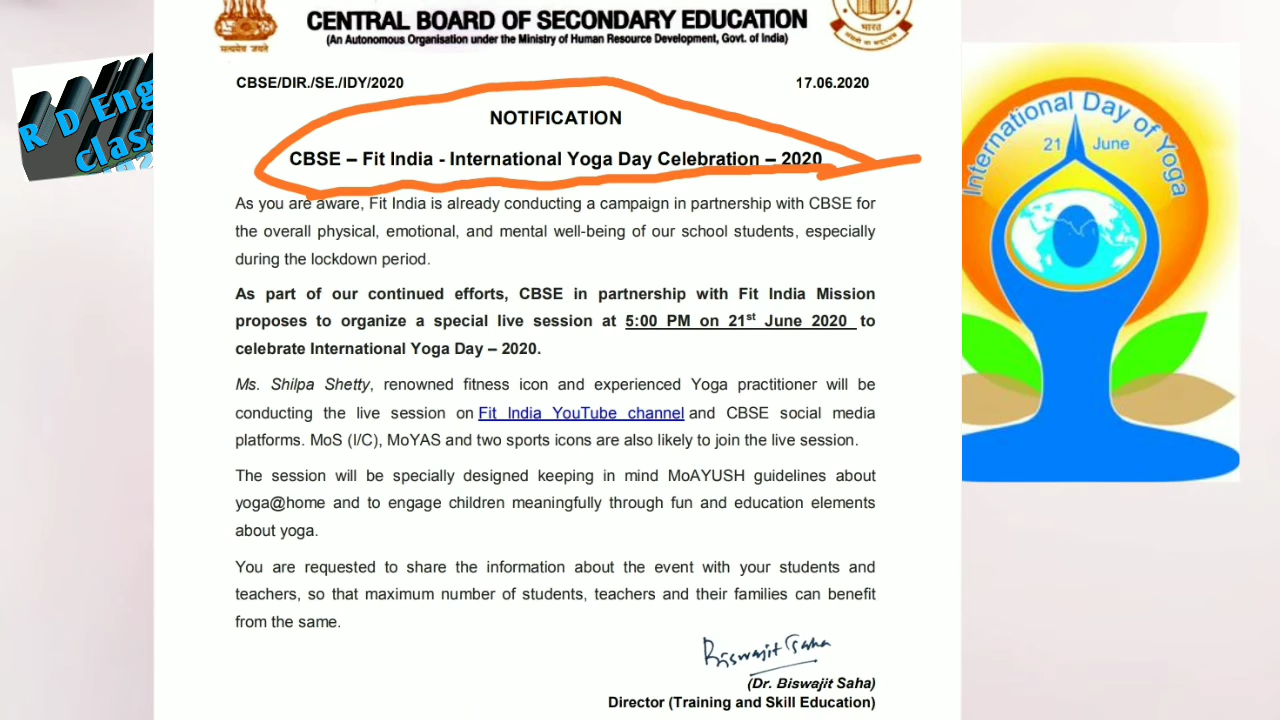 CENTRAL BOARD OF SECONDARY EDUCATION
(An Autonomous Organisation under the Ministry of Human Resource Development, Govt. of India)
सत्यमेव जयते
भारत
CBSE/DIR./SE./IDY/2020 17.06.2020
NOTIFICATION
CBSE – Fit India - International Yoga Day Celebration – 2020
As you are aware, Fit India is already conducting a campaign in partnership with CBSE for
the overall physical, emotional, and mental well-being of our school students, especially
during the lockdown period.
As part of our continued efforts, CBSE in partnership with Fit India Mission
proposes to organize a special live session at 5:00 PM on 21st June 2020 to
celebrate International Yoga Day – 2020.
Ms. Shilpa Shetty, renowned fitness icon and experienced Yoga practitioner will be
conducting the live session on Fit India YouTube channel and CBSE social media
platforms. MoS (I/C), MoYAS and two sports icons are also likely to join the live session.
The session will be specially designed keeping in mind MoAYUSH guidelines about
yoga@home and to engage children meaningfully through fun and education elements
about yoga.
You are requested to share the information about the event with your students and
teachers, so that maximum number of students, teachers and their families can benefit
from the same.
Biswajit Saha
(Dr. Biswajit Saha)
Director (Training and Skill Education)
R D Eng
class
International Day of Yoga
21 June